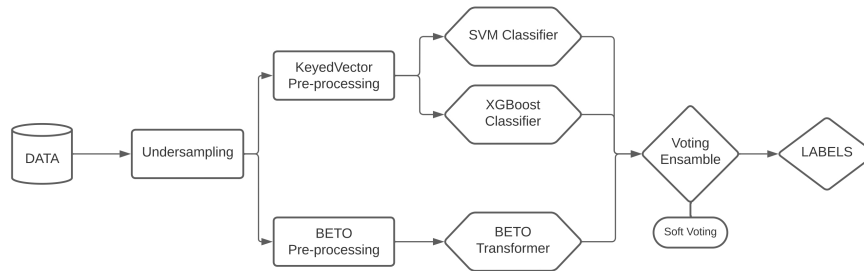 DATA
Undersampling
KeyedVector
Pre-processing
BETO
Pre-processing
SVM Classifier
XGBoost
Classifier
BETO
Transformer
Voting
Ensamble
Soft Voting
LABELS